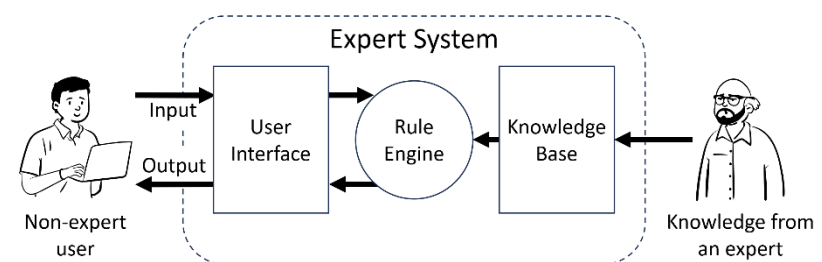 Expert System
Input
Output
User
Interface
Rule
Engine
Knowledge
Base
Non-expert
user
Knowledge from
an expert